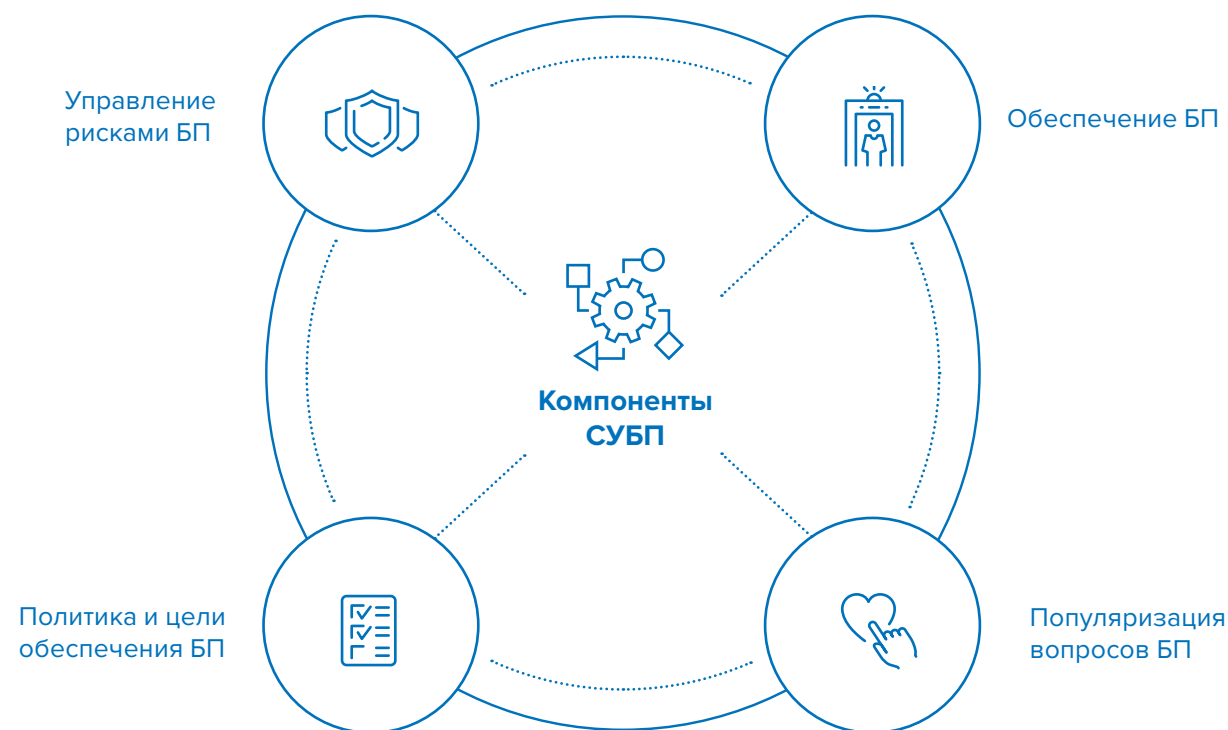 Управление
рисками БП
Обеспечение БП
Компоненты
СУБП
Политика и цели
обеспечения БП
Популяризация
вопросов БП